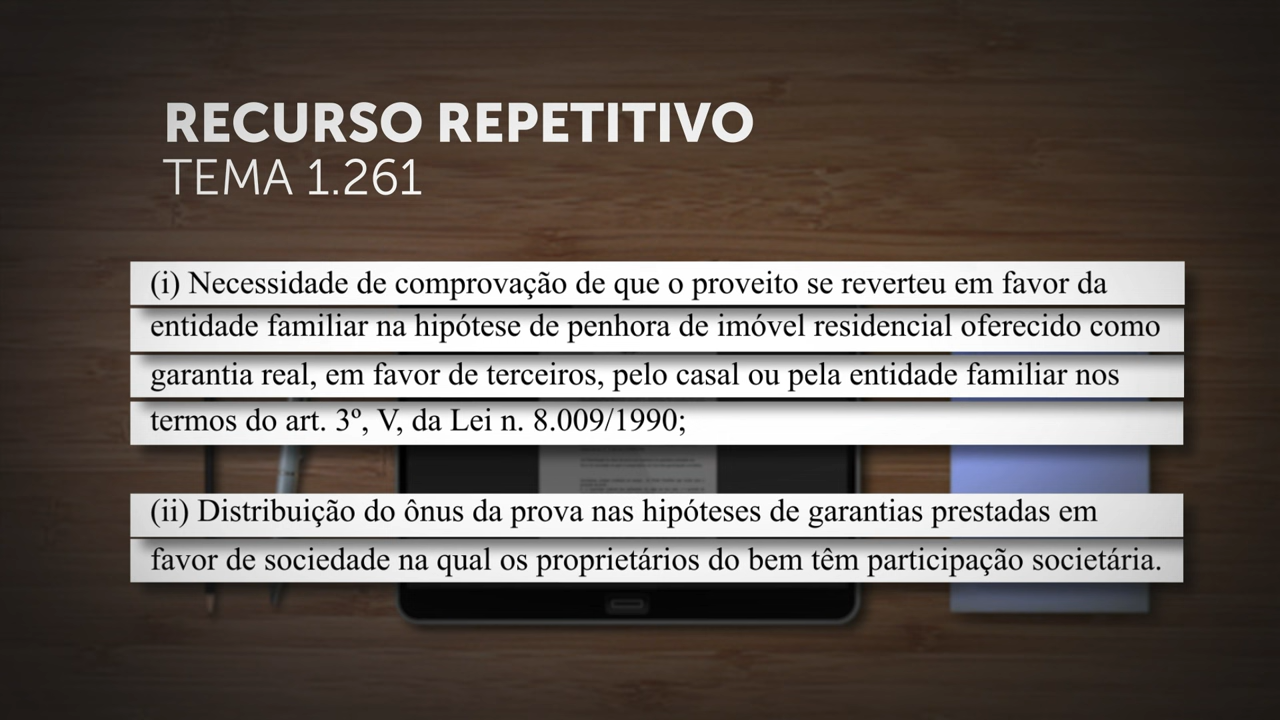 RECURSO REPETITIVO
TEMA 1.261
(i) Necessidade de comprovação de que o proveito se reverteu em favor da
entidade familiar na hipótese de penhora de imóvel residencial oferecido como
garantia real, em favor de terceiros, pelo casal ou pela entidade familiar nos
termos do art. 3º, V, da Lei n. 8.009/1990;
(ii) Distribuição do ônus da prova nas hipóteses de garantias prestadas em
favor de sociedade na qual os proprietários do bem têm participação societária.